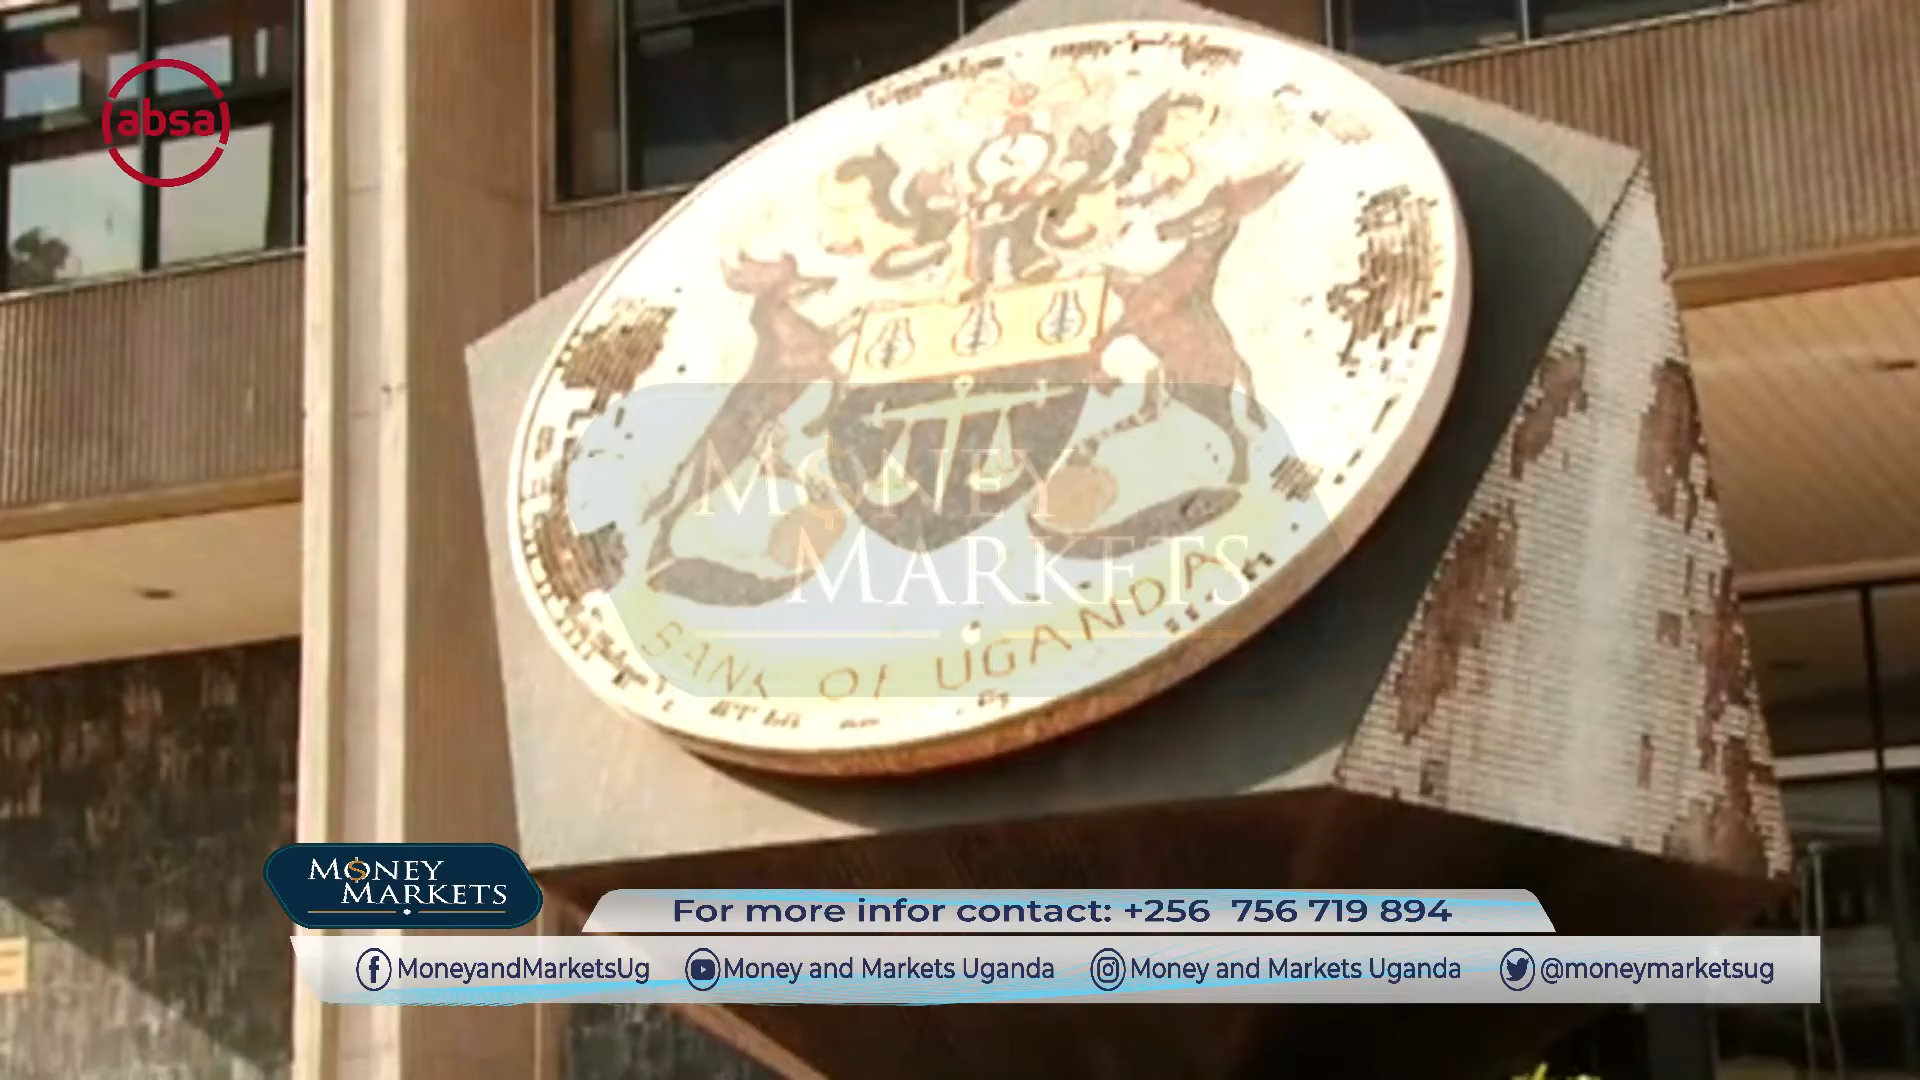 absa
MONEY
MARKETS
BANK OF UGANDA
MONEY
MARKETS
For more infor contact: +256 756 719 894
MoneyandMarketsUg
Money and Markets Uganda
Money and Markets Uganda
@moneymarketsug